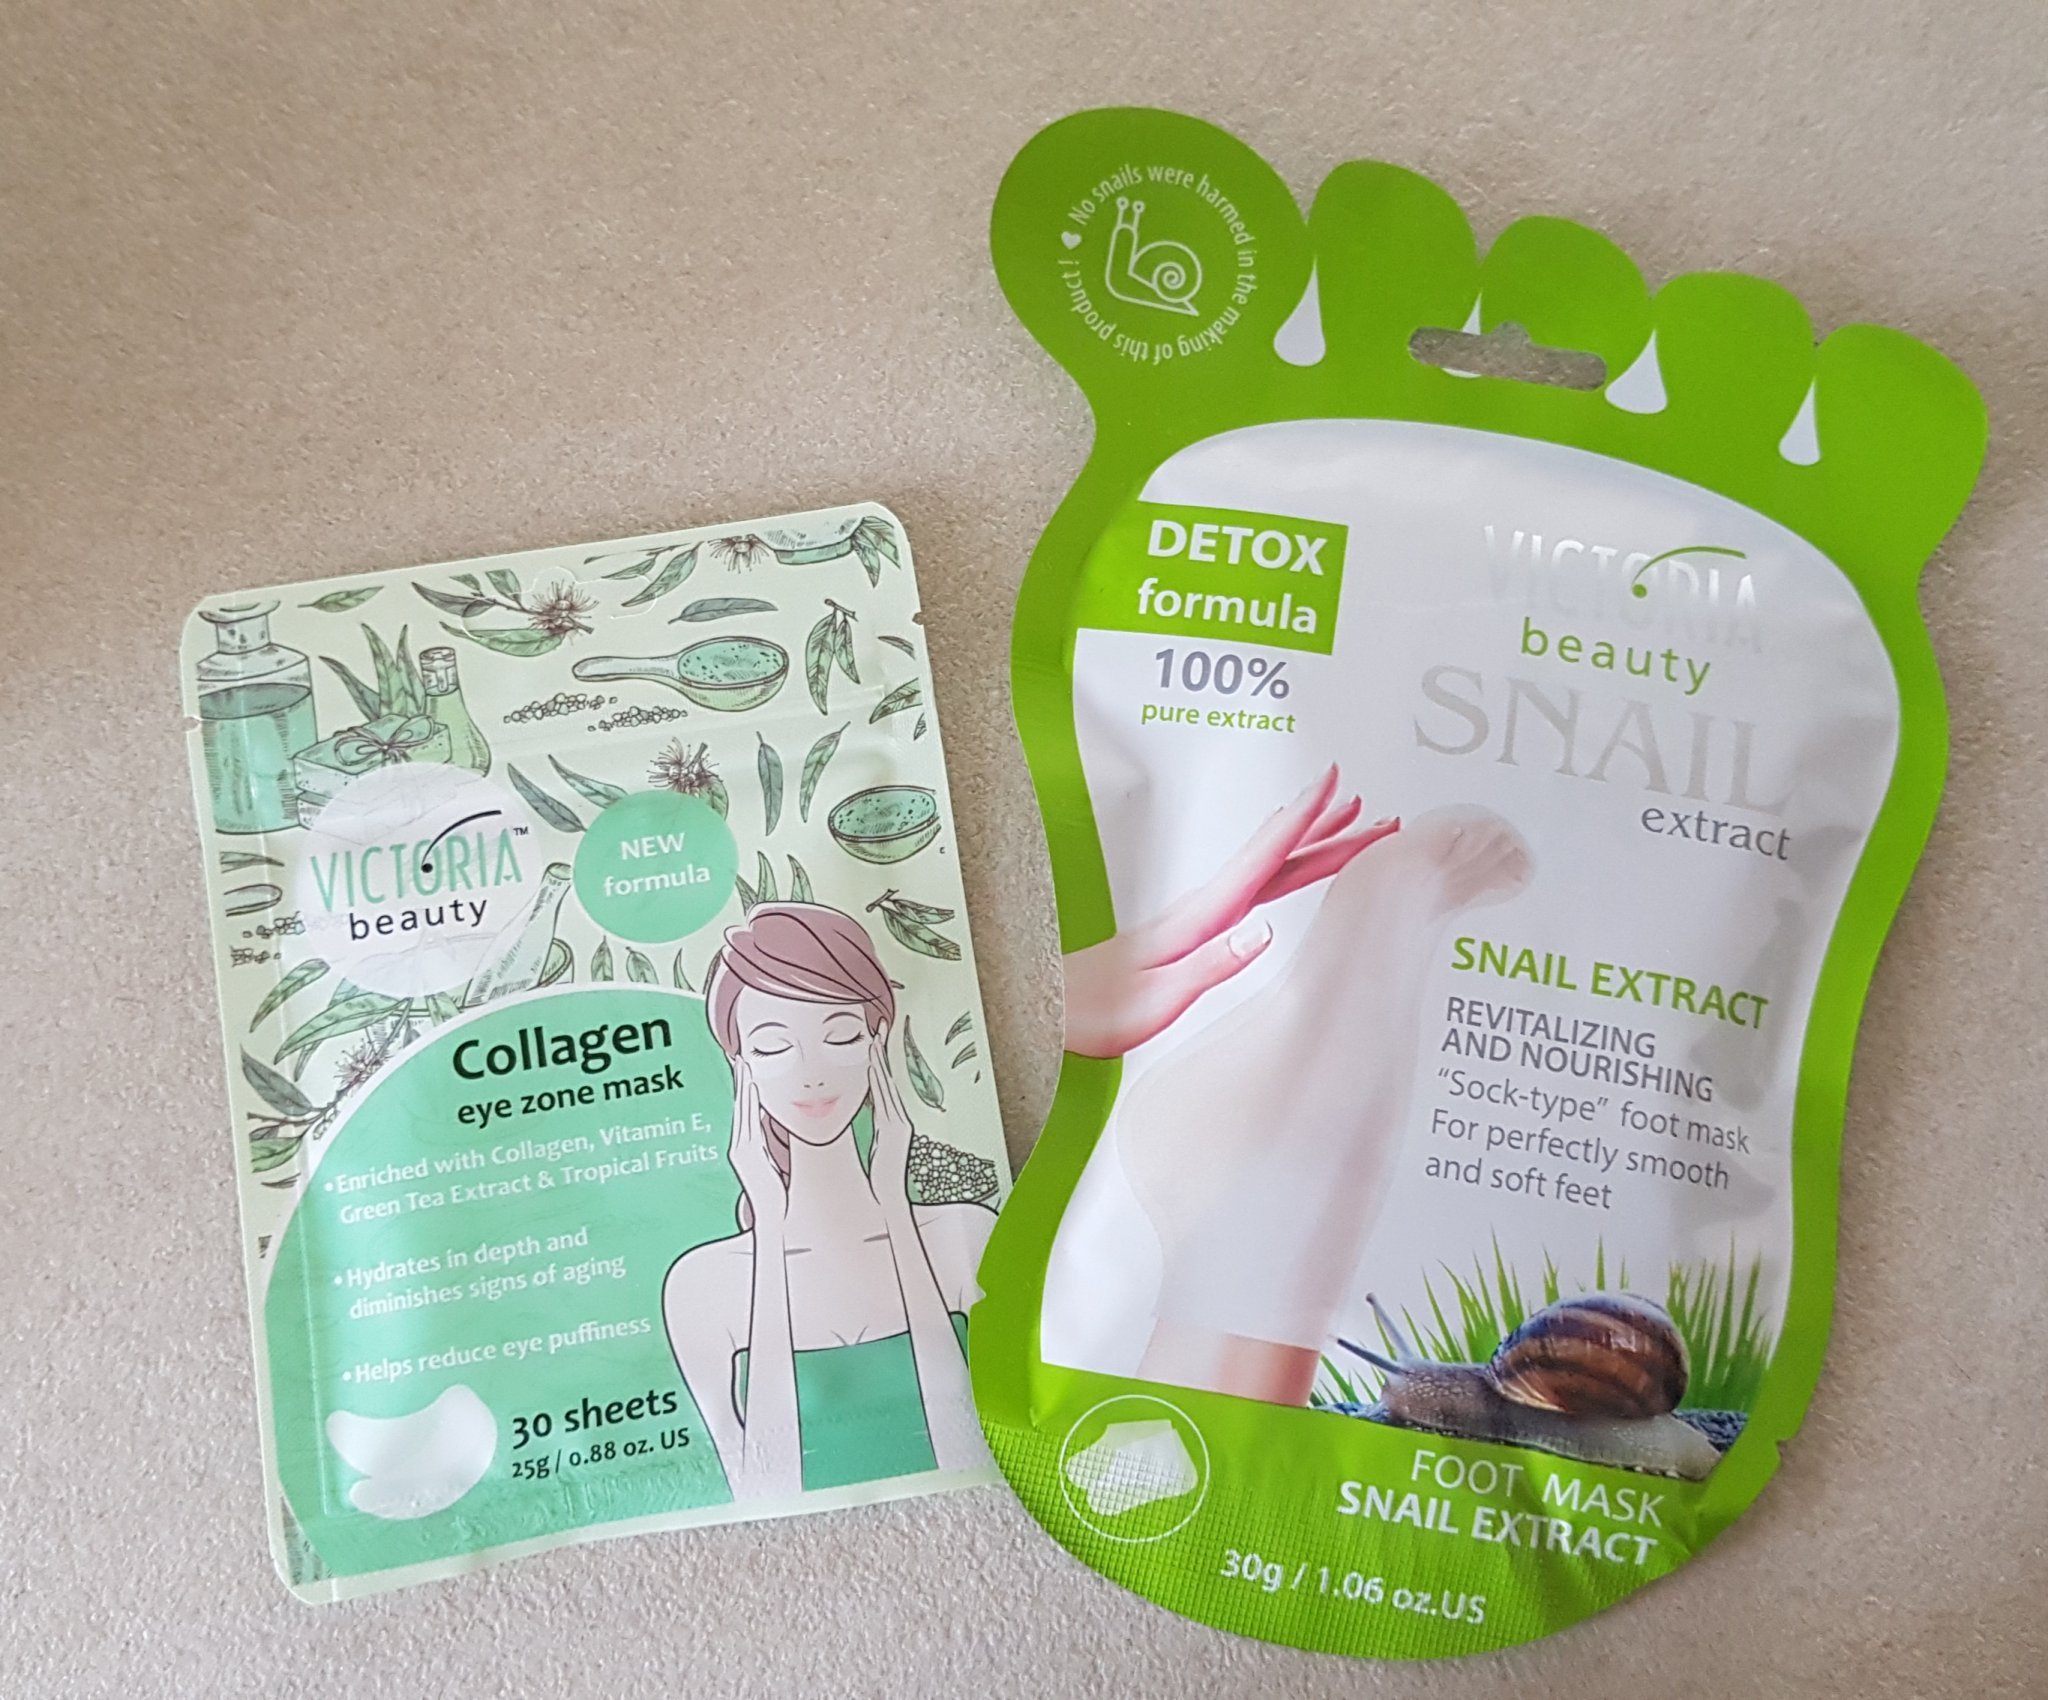 VICTORIA™
beauty
NEW
formula
Collagen
eye zone mask
• Enriched with Collagen, Vitamin E,
Green Tea Extract & Tropical Fruits
• Hydrates in depth and
diminishes signs of aging
• Helps reduce eye puffiness
30 sheets
25g / 0.88 oz. US
No snails were harmed in the making of this product !
DETOX
formula
100%
pure extract
VICTORIA
beauty
SNAIL
extract
SNAIL EXTRACT
REVITALIZING
AND NOURISHING
“Sock-type” foot mask
For perfectly smooth
and soft feet
FOOT MASK
SNAIL EXTRACT
30g / 1.06 oz.US